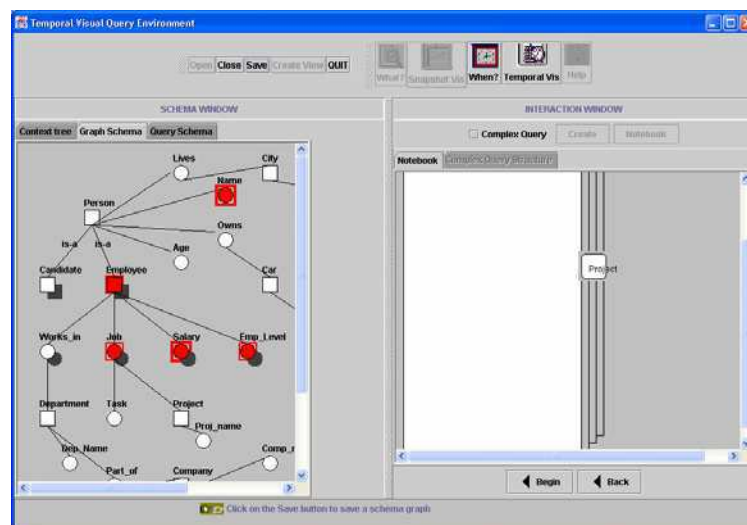 Temporal Visual Query Environment
Open Close Save Create View QUIT
What? Snapshot Vis When? Temporal Vis Help
SCHEMA WINDOW
INTERACTION WINDOW
Complex Query Create Notebook
Context tree Graph Schema Query Schema
Notebook Complex Query Structure
Lives City
Name
Person
Owns
is-a is-a
Age
Candidate Employee Car
Project
Works_in Job Salary Emp_Level
Department Task Project
Proj_name
Dep_Name Comp_
Part_of Company
Begin Back
Click on the Save button to save a schema graph